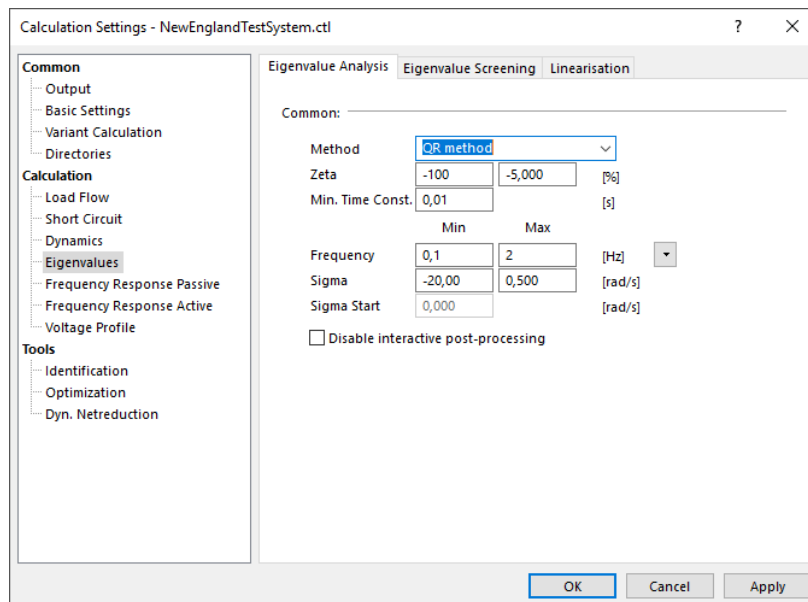 Calculation Settings - NewEnglandTestSystem.ctl ?
Common
Output
Basic Settings
Variant Calculation
Directories
Calculation
Load Flow
Short Circuit
Dynamics
Eigenvalues
Frequency Response Passive
Frequency Response Active
Voltage Profile
Tools
Identification
Optimization
Dyn. Netreduction
Eigenvalue Analysis Eigenvalue Screening Linearisation
Common:
Method QR method
Zeta -100 -5,000 [%]
Min. Time Const. 0,01 [s]
Min Max
Frequency 0,1 2 [Hz]
Sigma -20,00 0,500 [rad/s]
Sigma Start 0,000 [rad/s]
Disable interactive post-processing
OK Cancel Apply